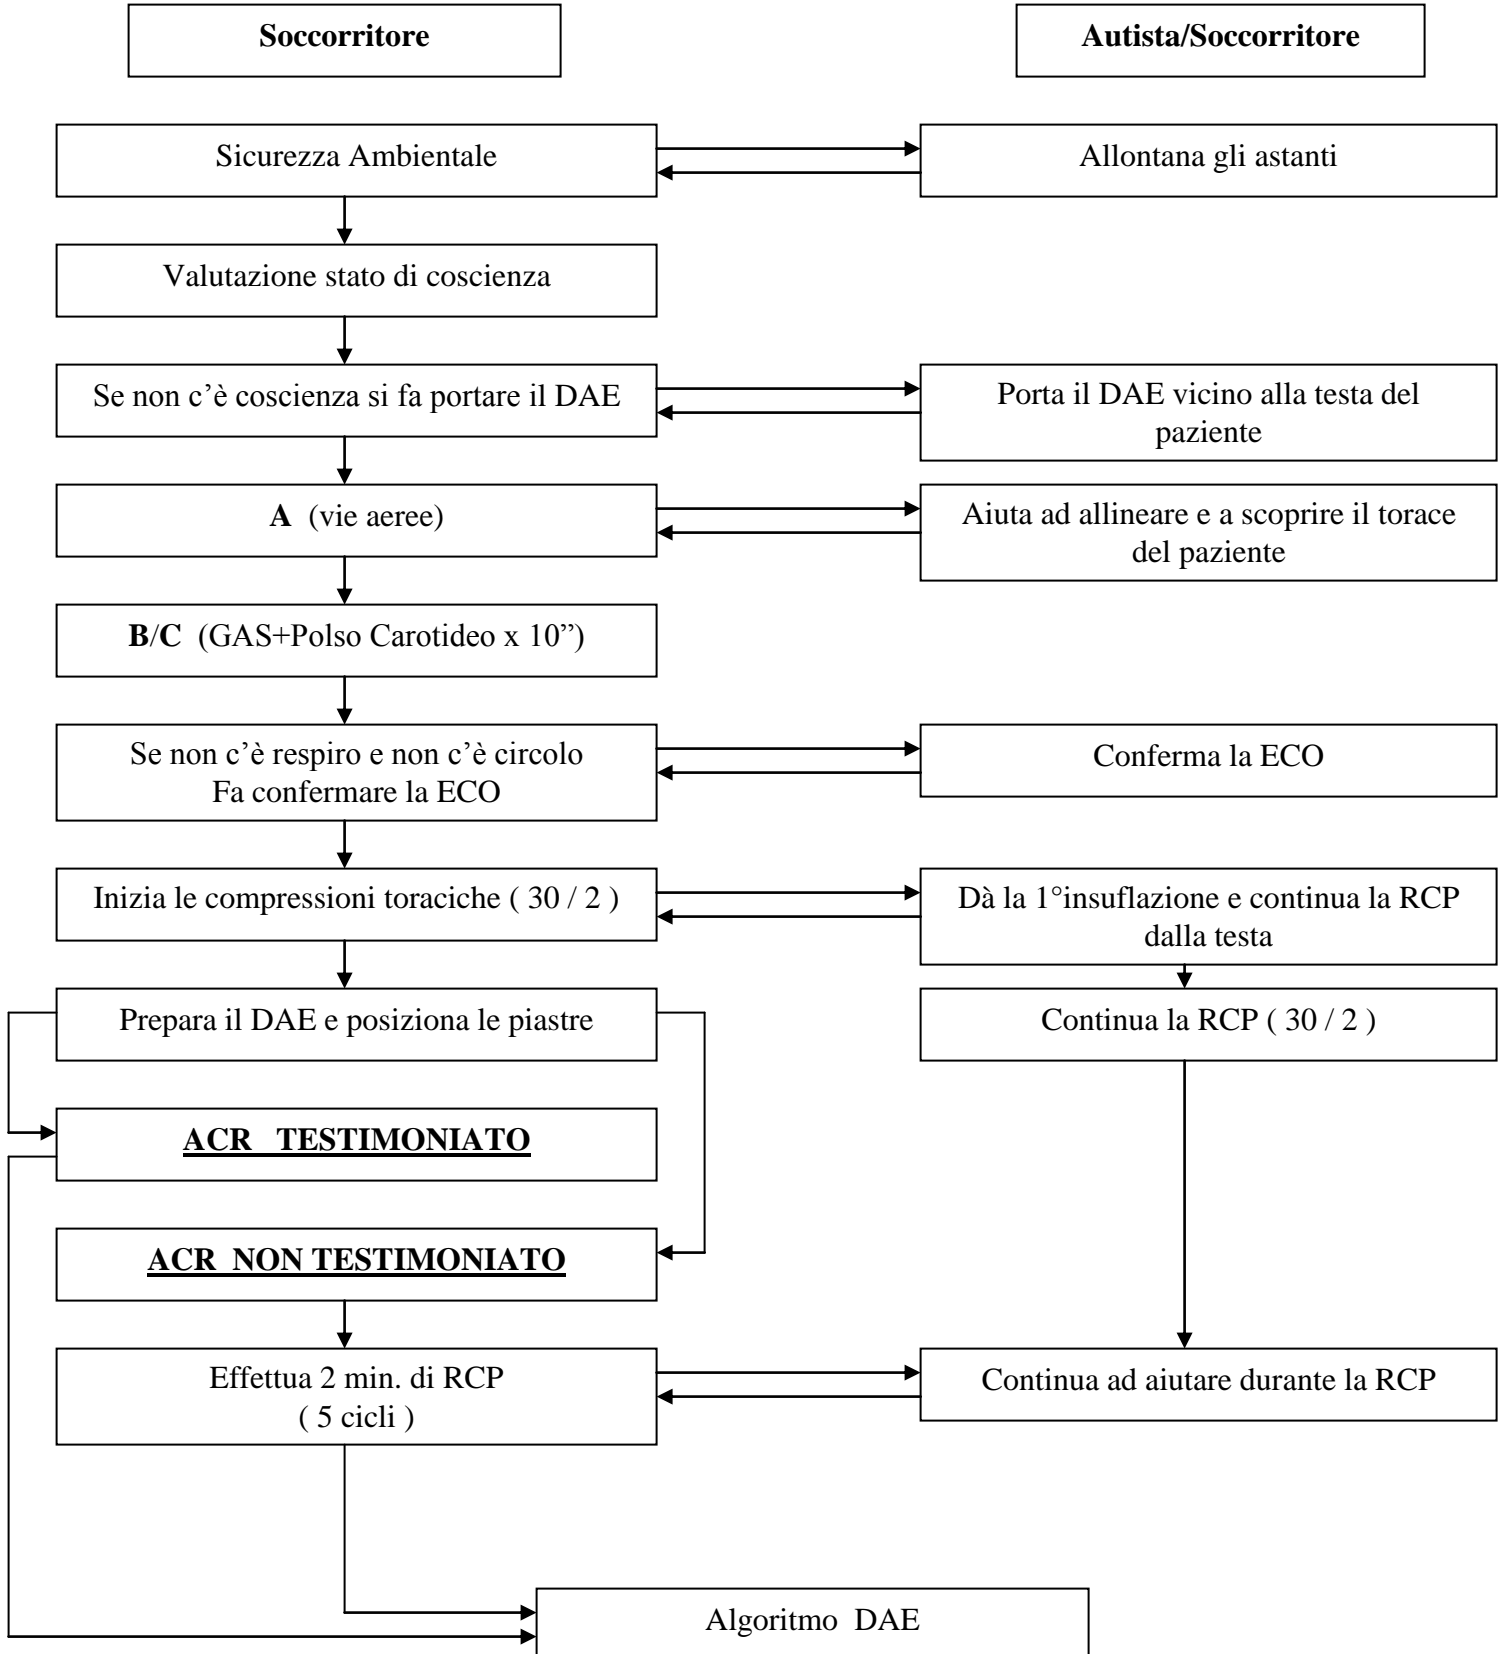 Soccorritore
Autista/Soccorritore
Sicurezza Ambientale
Allontana gli astanti
Valutazione stato di coscienza
Se non c’è coscienza si fa portare il DAE
Porta il DAE vicino alla testa del
paziente
A (vie aeree)
Aiuta ad allineare e a scoprire il torace
del paziente
B/C (GAS+Polso Carotideo x 10”)
Se non c’è respiro e non c’è circolo
Fa confermare la ECO
Conferma la ECO
Inizia le compressioni toraciche ( 30 / 2 )
Dà la 1°insuflazione e continua la RCP
dalla testa
Prepara il DAE e posiziona le piastre
Continua la RCP ( 30 / 2 )
ACR TESTIMONIATO
ACR NON TESTIMONIATO
Effettua 2 min. di RCP
( 5 cicli )
Continua ad aiutare durante la RCP
Algoritmo DAE